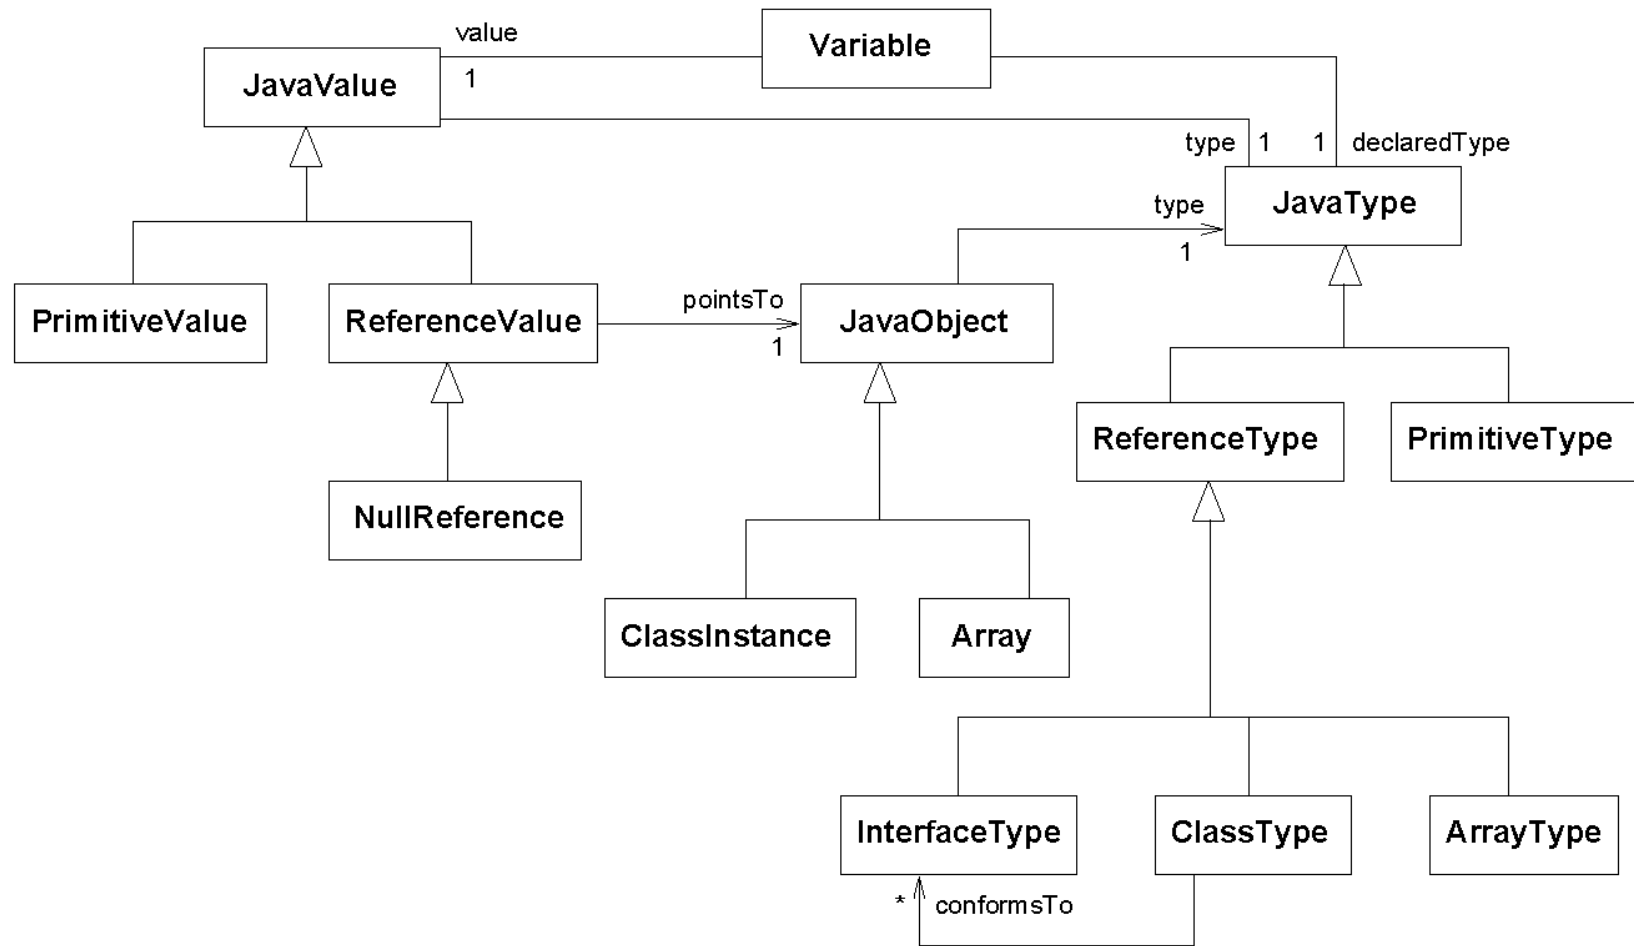 value
Variable
1
JavaValue
type 1 1 declaredType
type
JavaType
1
PrimitiveValue
ReferenceValue
pointsTo
1
JavaObject
ReferenceType
PrimitiveType
NullReference
ClassInstance
Array
InterfaceType
ClassType
ArrayType
* conformsTo